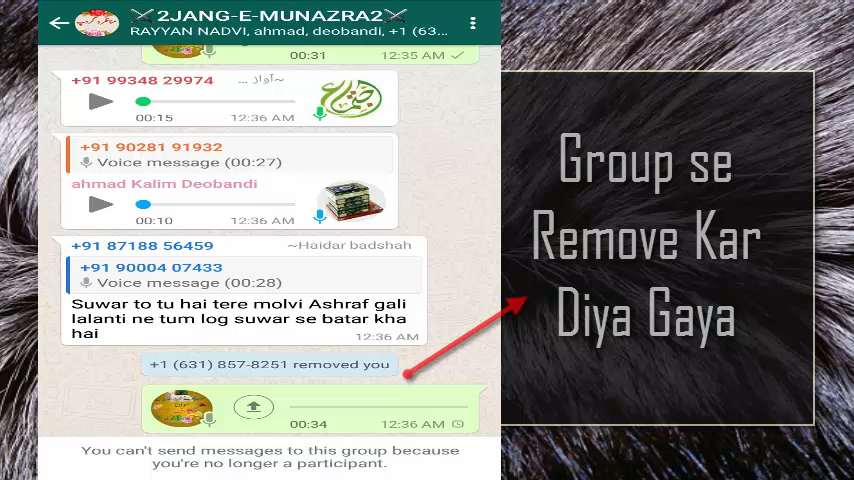 ⚔2JANG-E-MUNAZRA2⚔
RAYYAN NADVI, ahmad, deobandi, +1 (63...
00:31 12:35 AM
+91 99348 29974 ~آواز ...
00:15 12:36 AM
+91 90281 91932
Voice message (00:27)
ahmad Kalim Deobandi
00:10 12:36 AM
+91 87188 56459 ~Haidar badshah
+91 90004 07433
Voice message (00:28)
Suwar to tu hai tere molvi Ashraf gali
lalanti ne tum log suwar se batar kha
hai
12:36 AM
+1 (631) 857-8251 removed you
00:34 12:36 AM
You can't send messages to this group because
you're no longer a participant.
Group se
Remove Kar
Diya Gaya